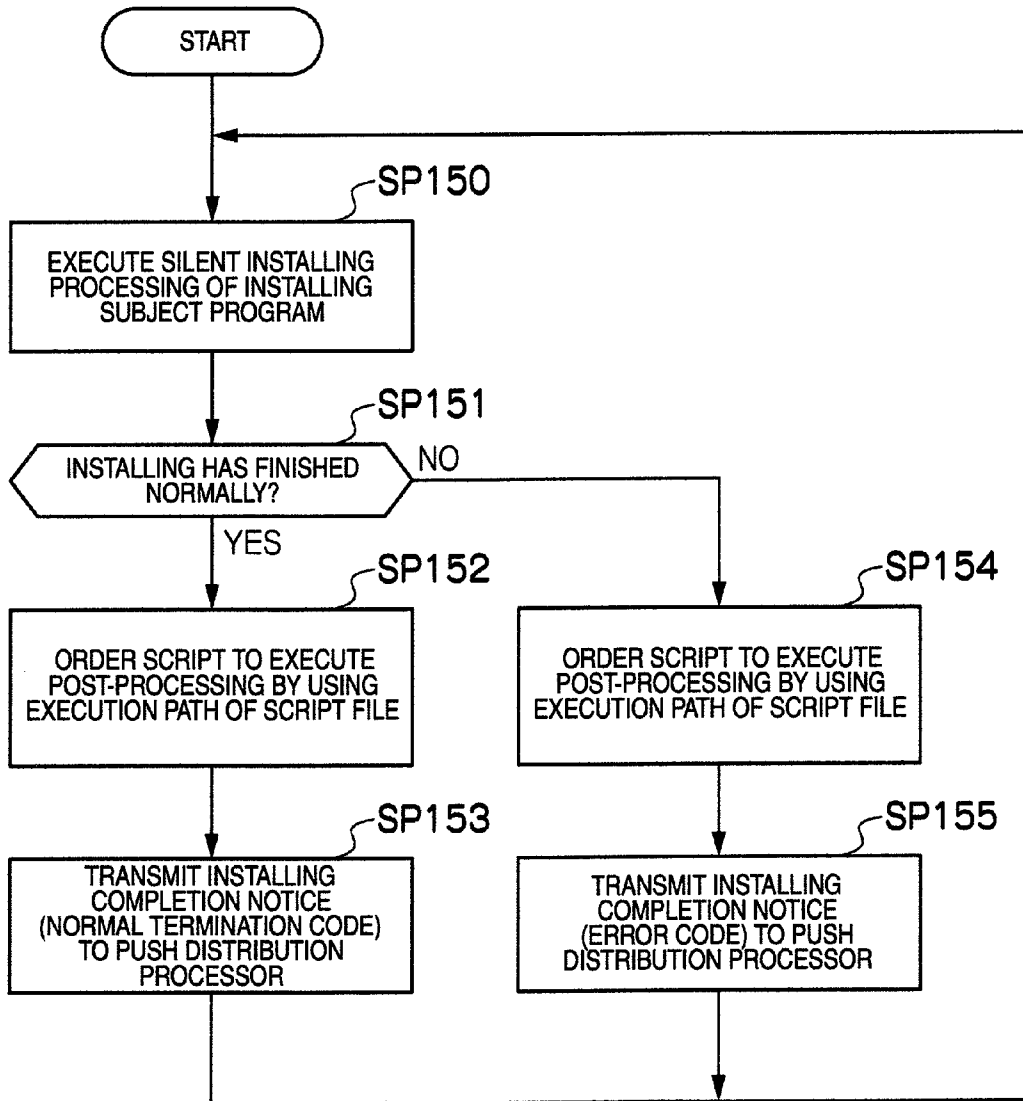 START
SP150
EXECUTE SILENT INSTALLING
PROCESSING OF INSTALLING
SUBJECT PROGRAM
SP151
INSTALLING HAS FINISHED
NORMALLY?
NO
YES
SP152
ORDER SCRIPT TO EXECUTE
POST-PROCESSING BY USING
EXECUTION PATH OF SCRIPT FILE
SP154
ORDER SCRIPT TO EXECUTE
POST-PROCESSING BY USING
EXECUTION PATH OF SCRIPT FILE
SP153
TRANSMIT INSTALLING
COMPLETION NOTICE
(NORMAL TERMINATION CODE)
TO PUSH DISTRIBUTION
PROCESSOR
SP155
TRANSMIT INSTALLING
COMPLETION NOTICE
(ERROR CODE) TO PUSH
DISTRIBUTION PROCESSOR